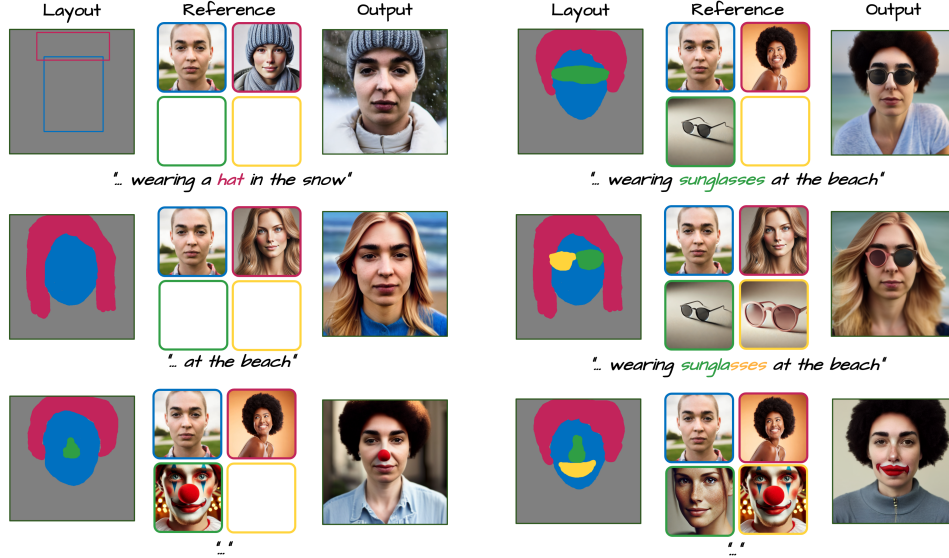 Layout Reference Output Layout Reference Output
"... wearing a hat in the snow" "... wearing sunglasses at the beach"
"... at the beach" "... wearing sunglasses at the beach"
"..." "..."